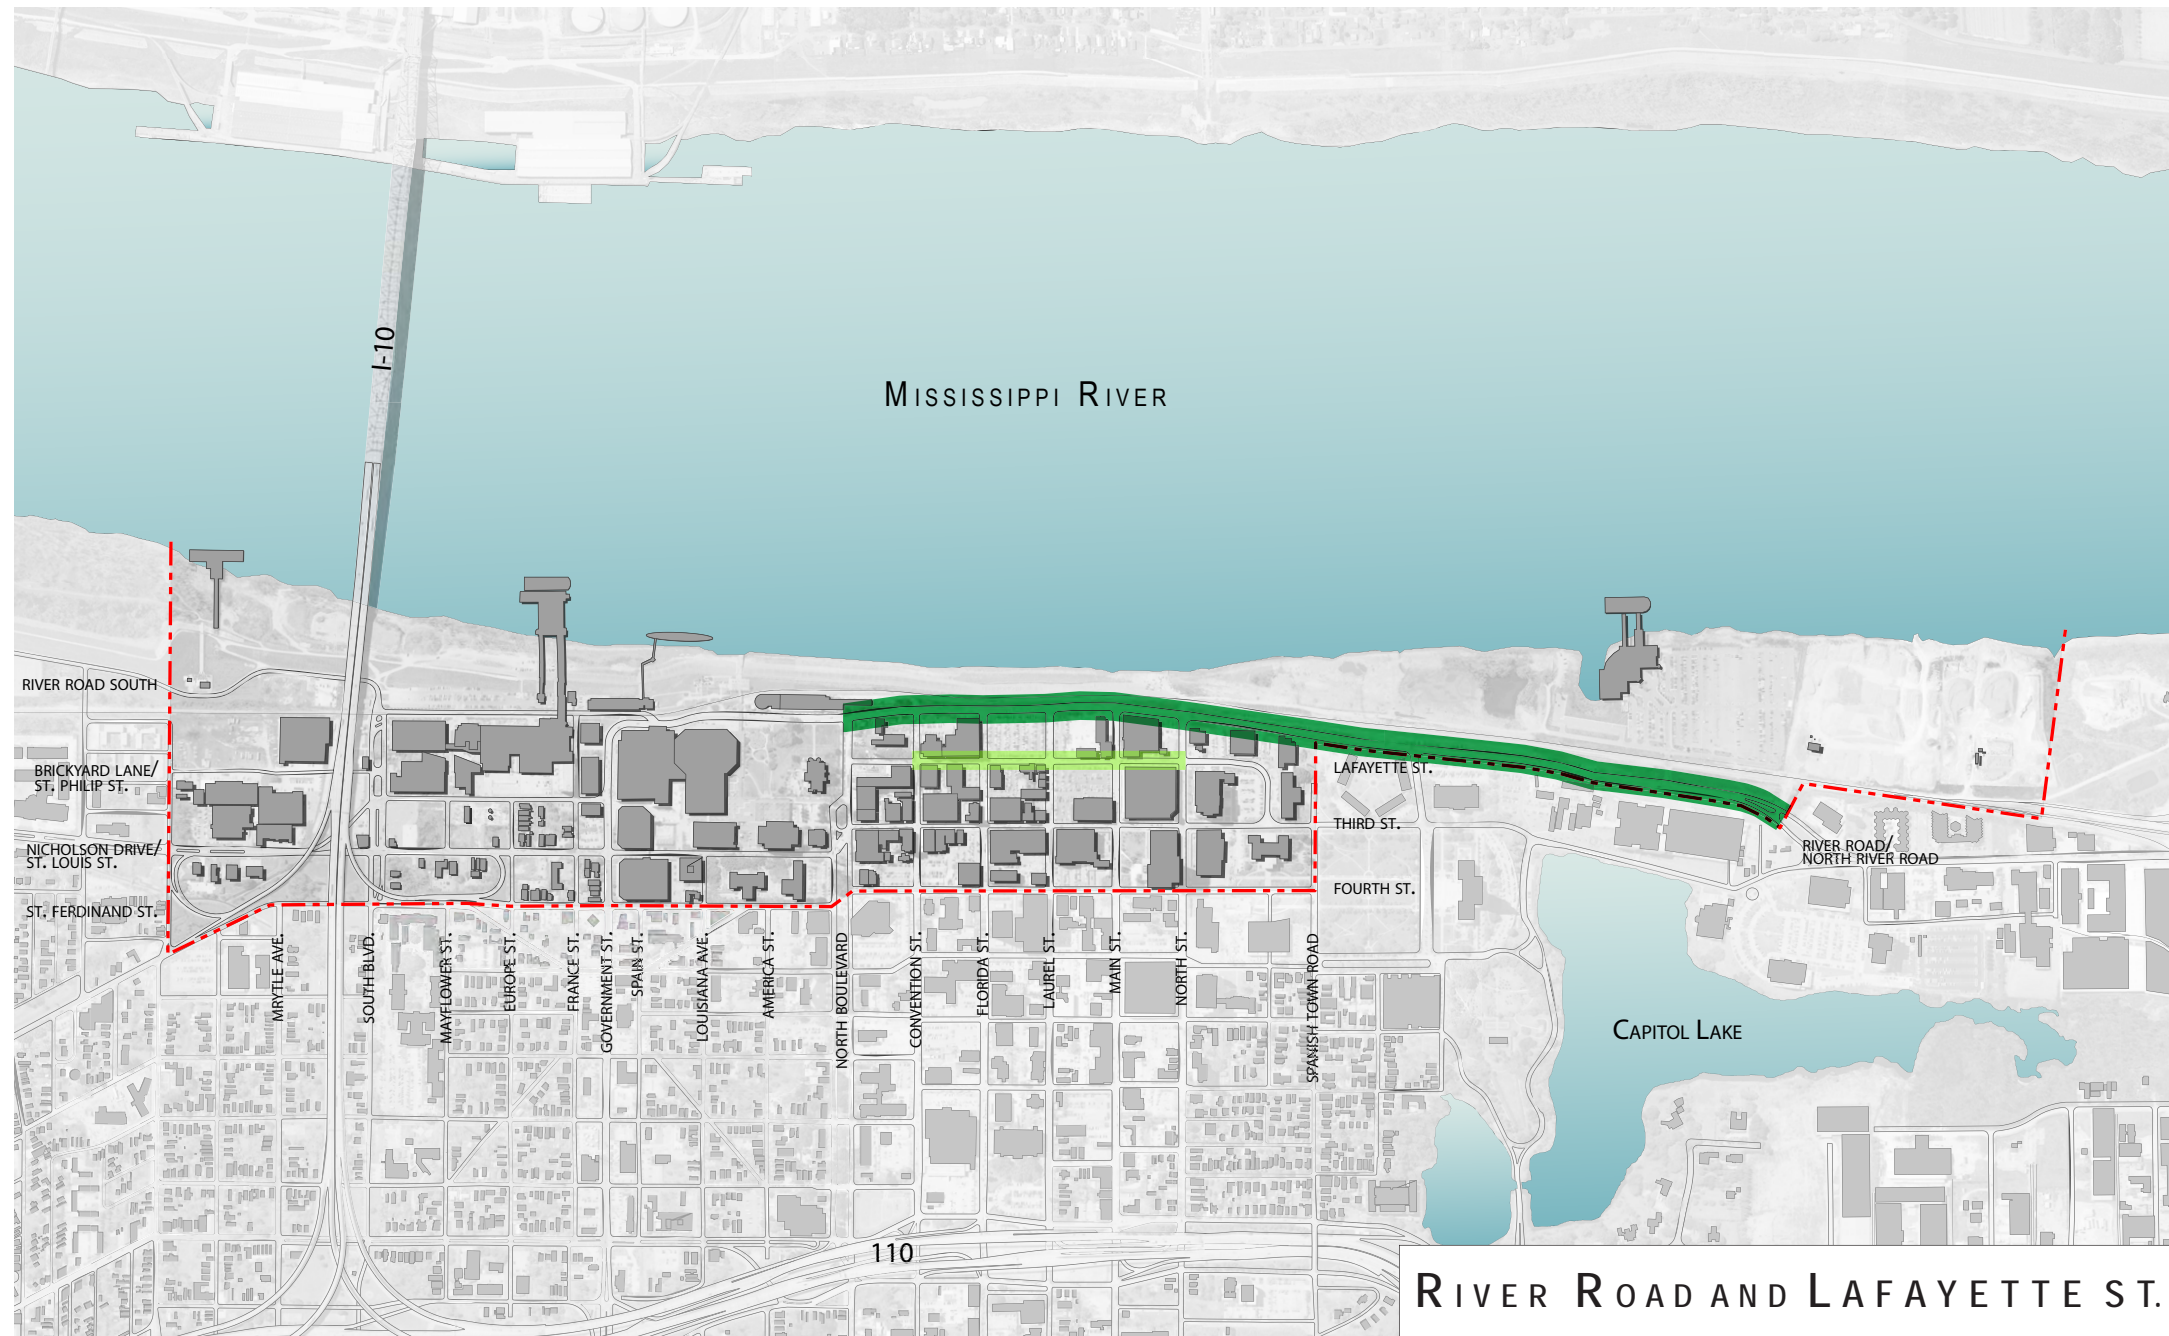 I-10
MISSISSIPPI RIVER
RIVER ROAD SOUTH
BRICKYARD LANE/
ST. PHILIP ST.
NICHOLSON DRIVE/
ST. LOUIS ST.
ST. FERDINAND ST.
LAFAYETTE ST.
THIRD ST.
FOURTH ST.
RIVER ROAD/
NORTH RIVER ROAD
MRYTLE AVE.
SOUTH BLVD.
MAYFLOWER ST.
EUROPE ST.
FRANCE ST.
GOVERNMENT ST.
SPAIN ST.
LOUISIANA AVE.
AMERICA ST.
NORTH BOULEVARD
CONVENTION ST.
FLORIDA ST.
LAUREL ST.
MAIN ST.
NORTH ST.
SPANISH TOWN ROAD
CAPITOL LAKE
110
RIVER ROAD AND LAFAYETTE ST.